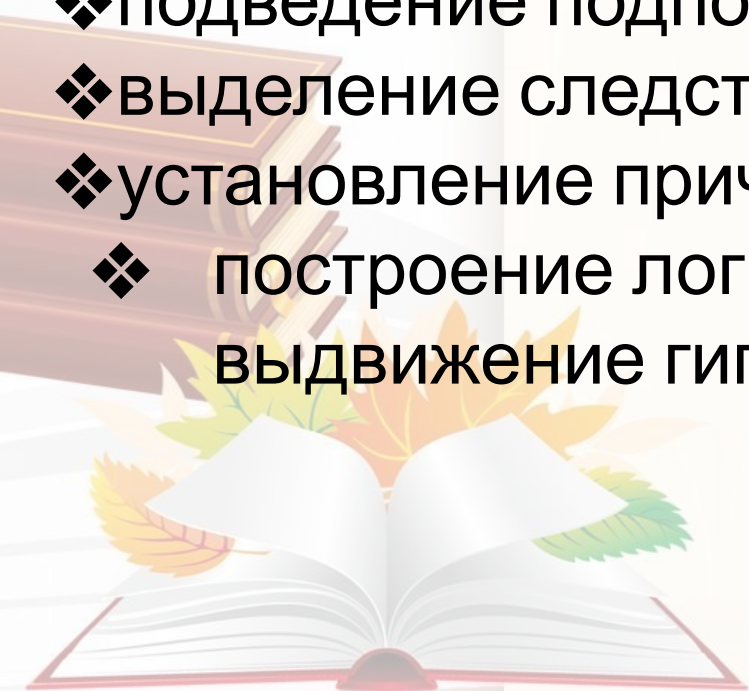 ❖подведение подпо
❖выделение следст
❖установление прич
❖ построение лог
выдвижение гип